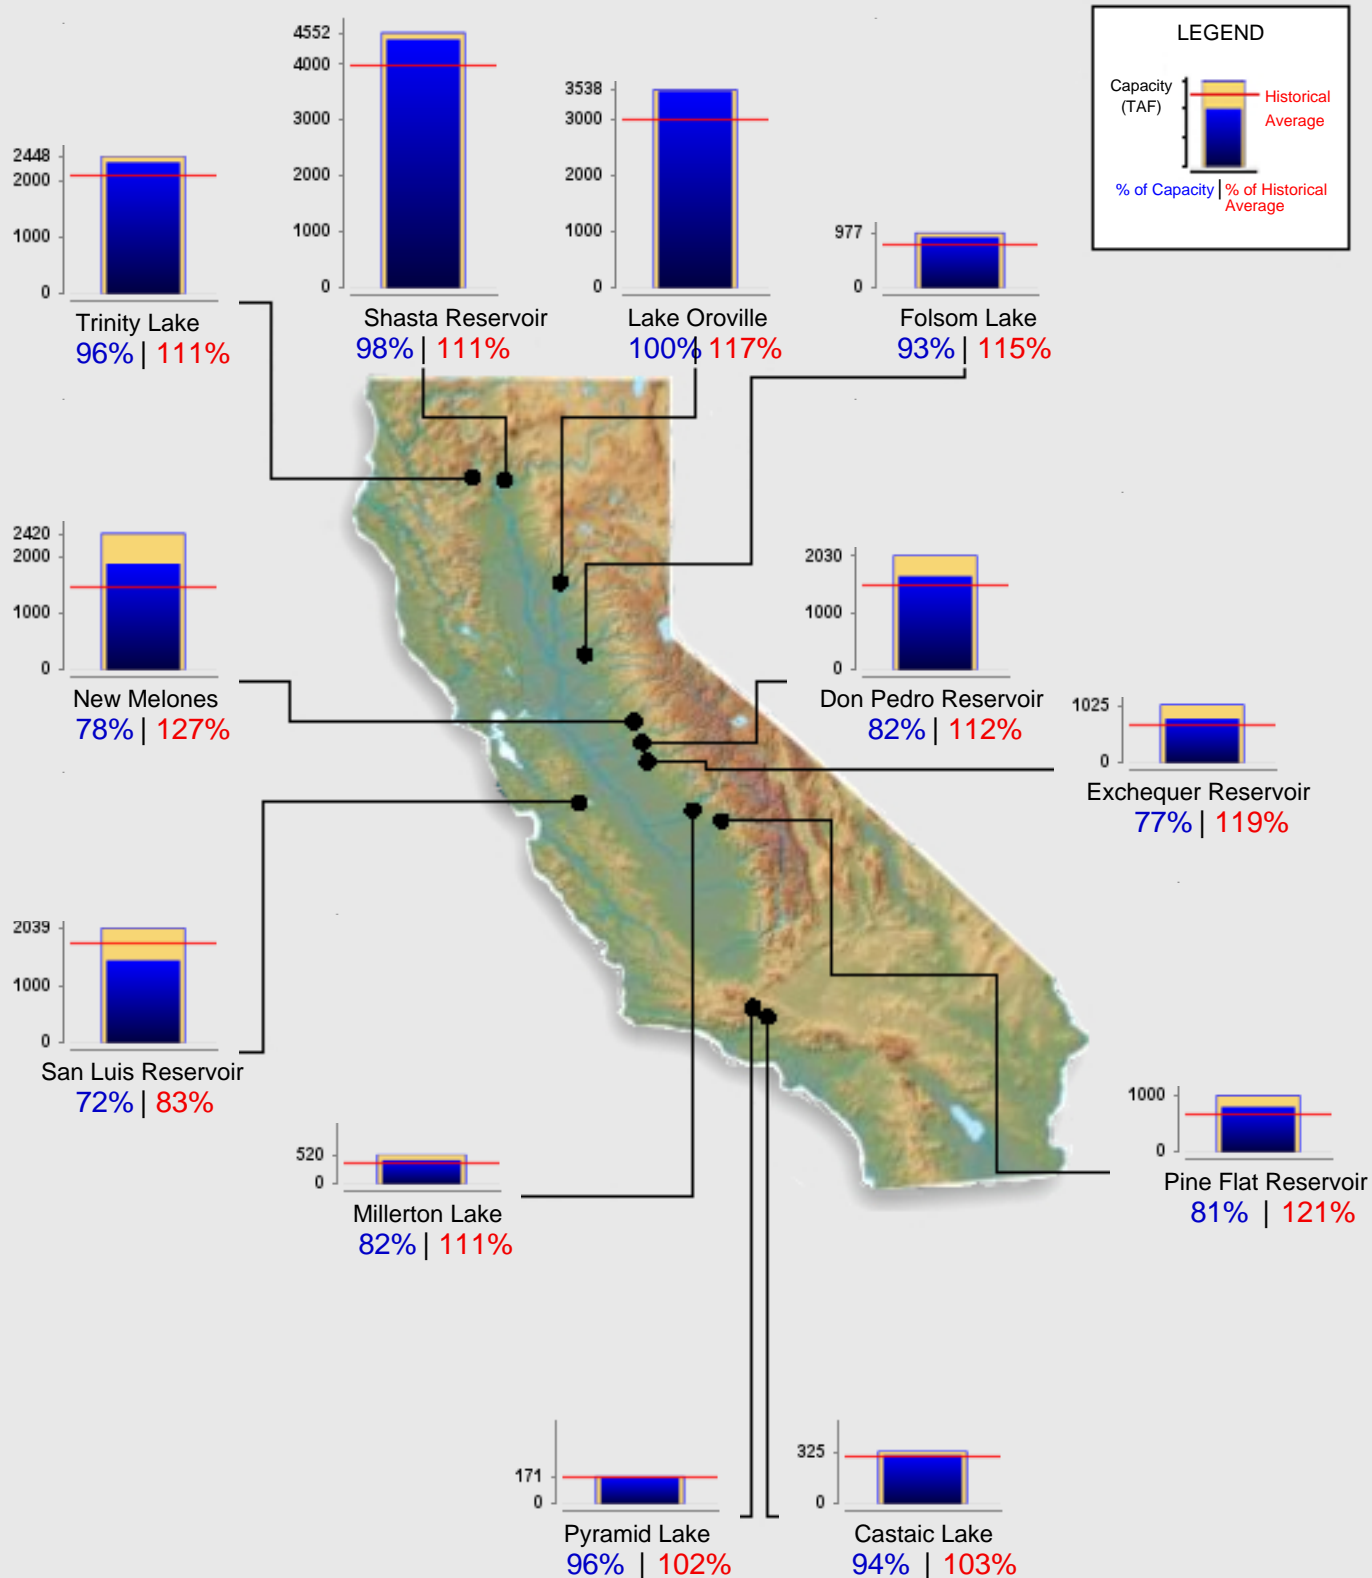 LEGEND
Capacity
(TAF)
Historical
Average
% of Capacity | % of Historical
Average
4552
4000
3000
2000
1000
0
Shasta Reservoir
98% | 111%
3538
3000
2000
1000
0
Lake Oroville
100% 117%
977
0
Folsom Lake
93% | 115%
2448
2000
1000
0
Trinity Lake
96% | 111%
2420
2000
1000
0
New Melones
78% | 127%
2030
1000
0
Don Pedro Reservoir
82% | 112%
1025
0
Exchequer Reservoir
77% | 119%
2039
1000
0
San Luis Reservoir
72% | 83%
520
0
Millerton Lake
82% | 111%
1000
0
Pine Flat Reservoir
81% | 121%
171
0
Pyramid Lake
96% | 102%
325
0
Castaic Lake
94% | 103%